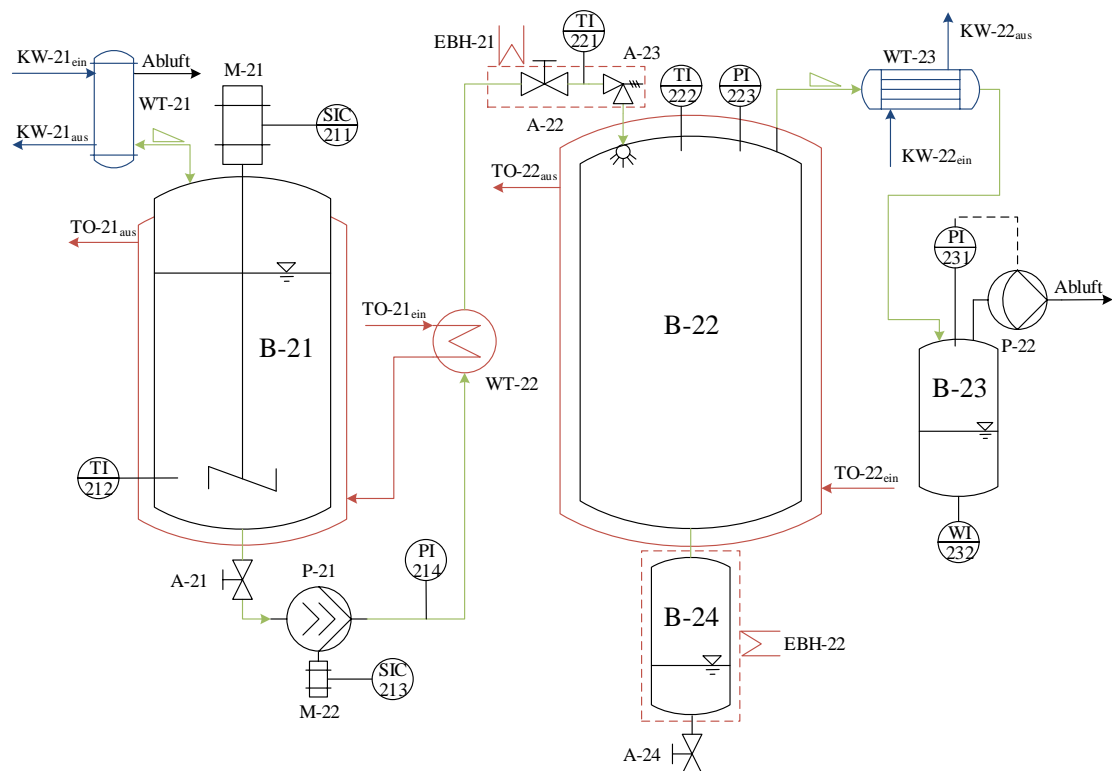 EBH-21
TI
221
A-23
KW-22aus
KW-21ein
Abluft
M-21
WT-21
KW-21aus
SIC
211
TI
222
PI
223
WT-23
A-22
KW-22ein
TO-22aus
TO-21aus
PI
231
Abluft
TO-21ein
B-21
B-22
P-22
WT-22
B-23
TI
212
TO-22ein
WI
232
PI
214
A-21
P-21
B-24
EBH-22
SIC
213
M-22
A-24